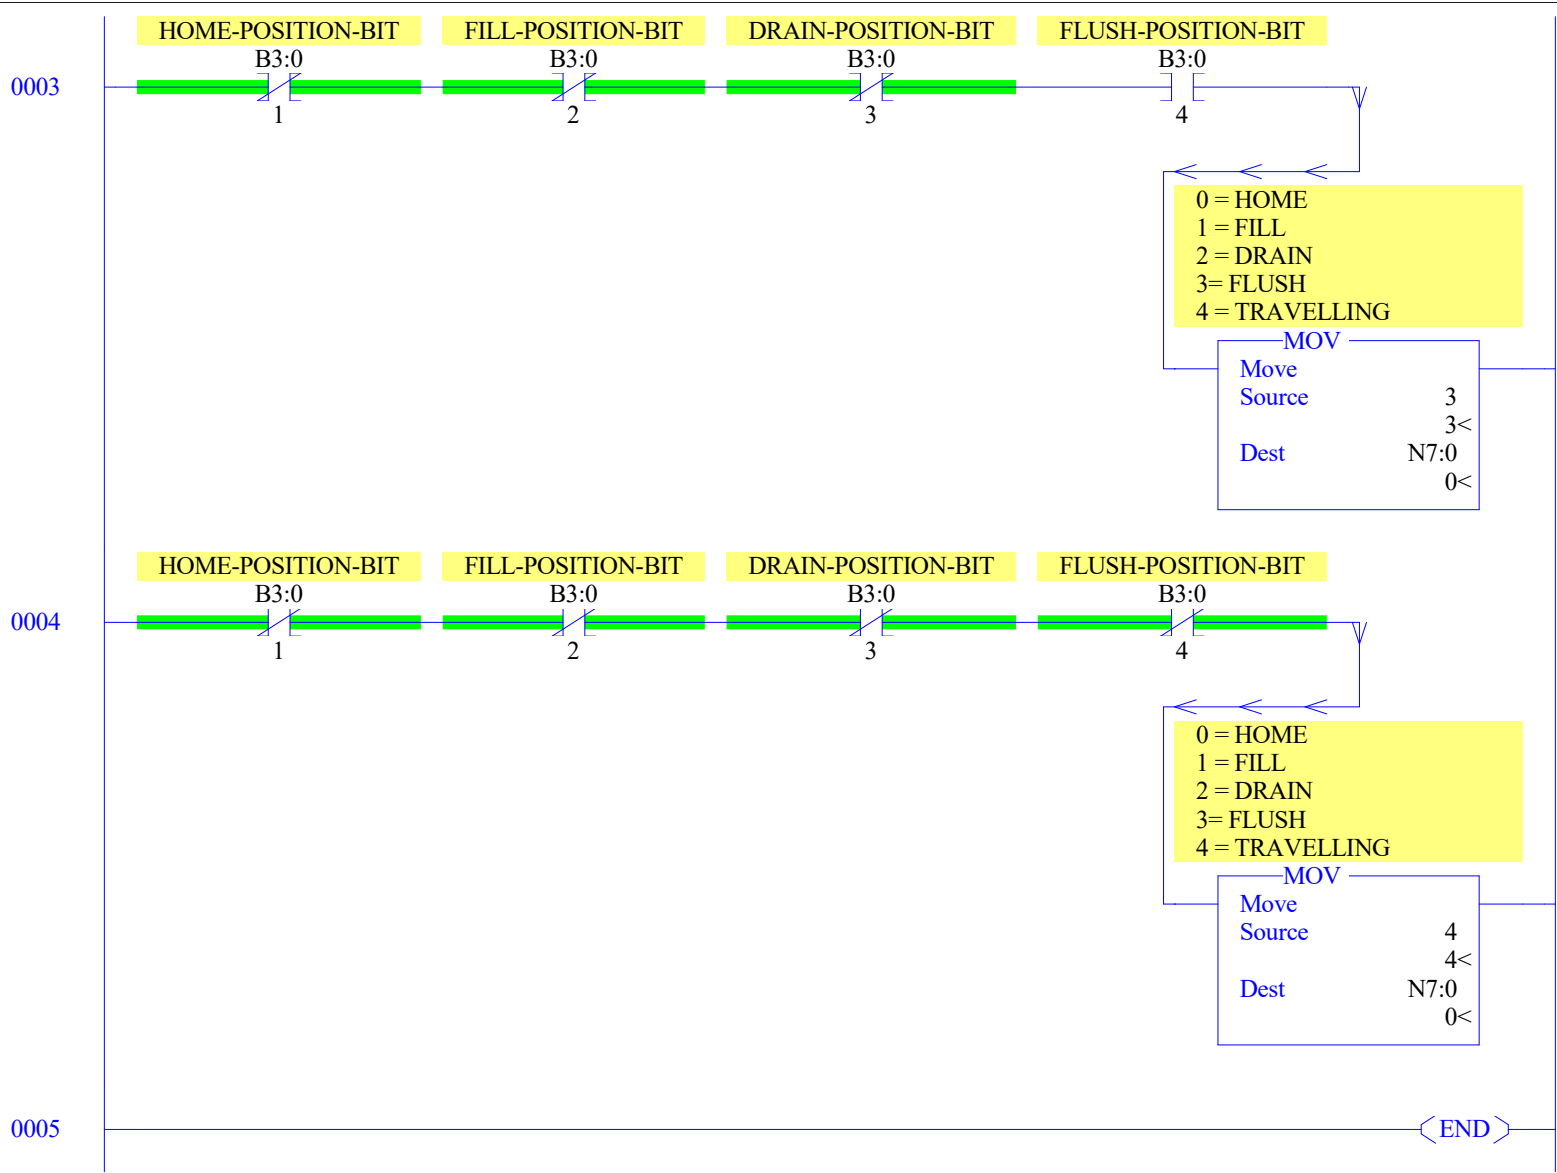 HOME-POSITION-BIT FILL-POSITION-BIT DRAIN-POSITION-BIT FLUSH-POSITION-BIT
B3:0 B3:0 B3:0 B3:0
0003
1 2 3 4
0 = HOME
1 = FILL
2 = DRAIN
3= FLUSH
4 = TRAVELLING
MOV
Move
Source 3
3<
Dest N7:0
0<
HOME-POSITION-BIT FILL-POSITION-BIT DRAIN-POSITION-BIT FLUSH-POSITION-BIT
B3:0 B3:0 B3:0 B3:0
0004
1 2 3 4
0 = HOME
1 = FILL
2 = DRAIN
3= FLUSH
4 = TRAVELLING
MOV
Move
Source 4
4<
Dest N7:0
0<
0005 END